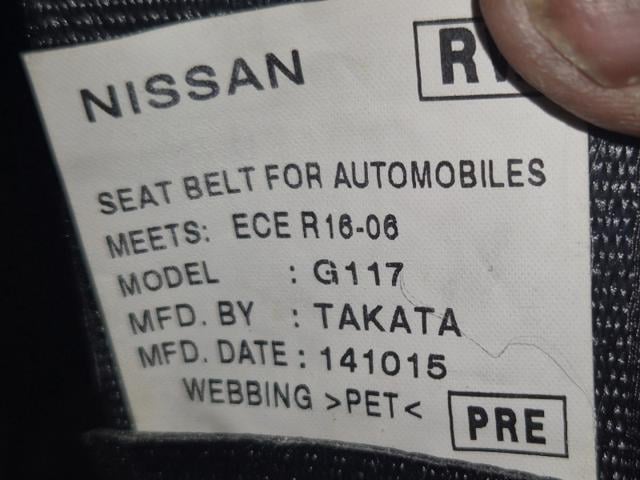 NISSAN
SEAT BELT FOR AUTOMOBILES
MEETS: ECE R16-06
MODEL : G117
MFD. BY : TAKATA
MFD. DATE : 141015
WEBBING >PET<
PRE